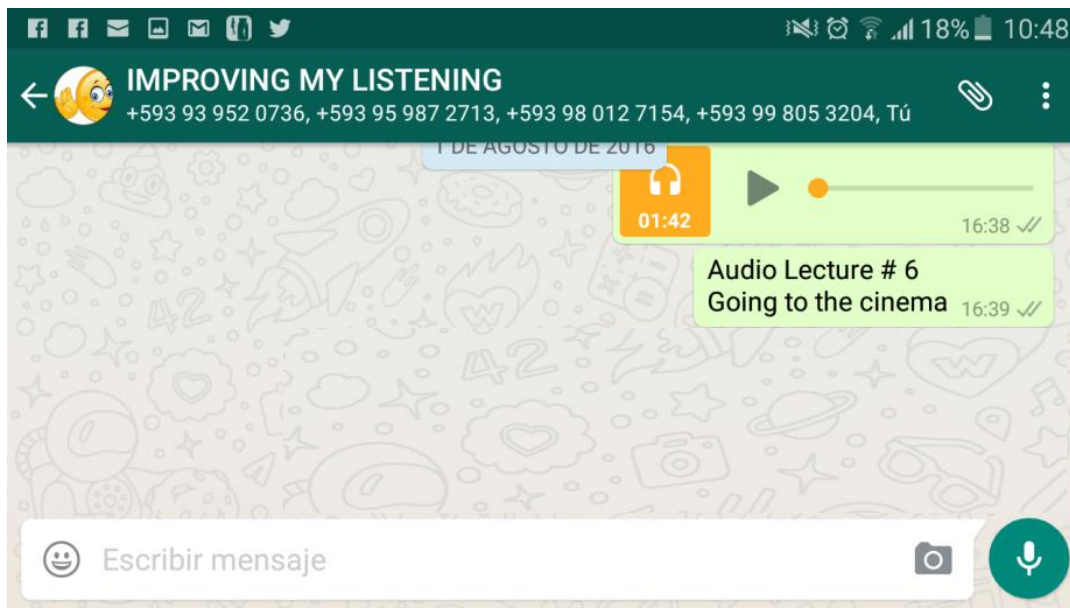 18% 10:48
IMPROVING MY LISTENING
+593 93 952 0736, +593 95 987 2713, +593 98 012 7154, +593 99 805 3204, Tú
1 DE AGOSTO DE 2016
01:42
16:38
Audio Lecture # 6
Going to the cinema 16:39
Escribir mensaje